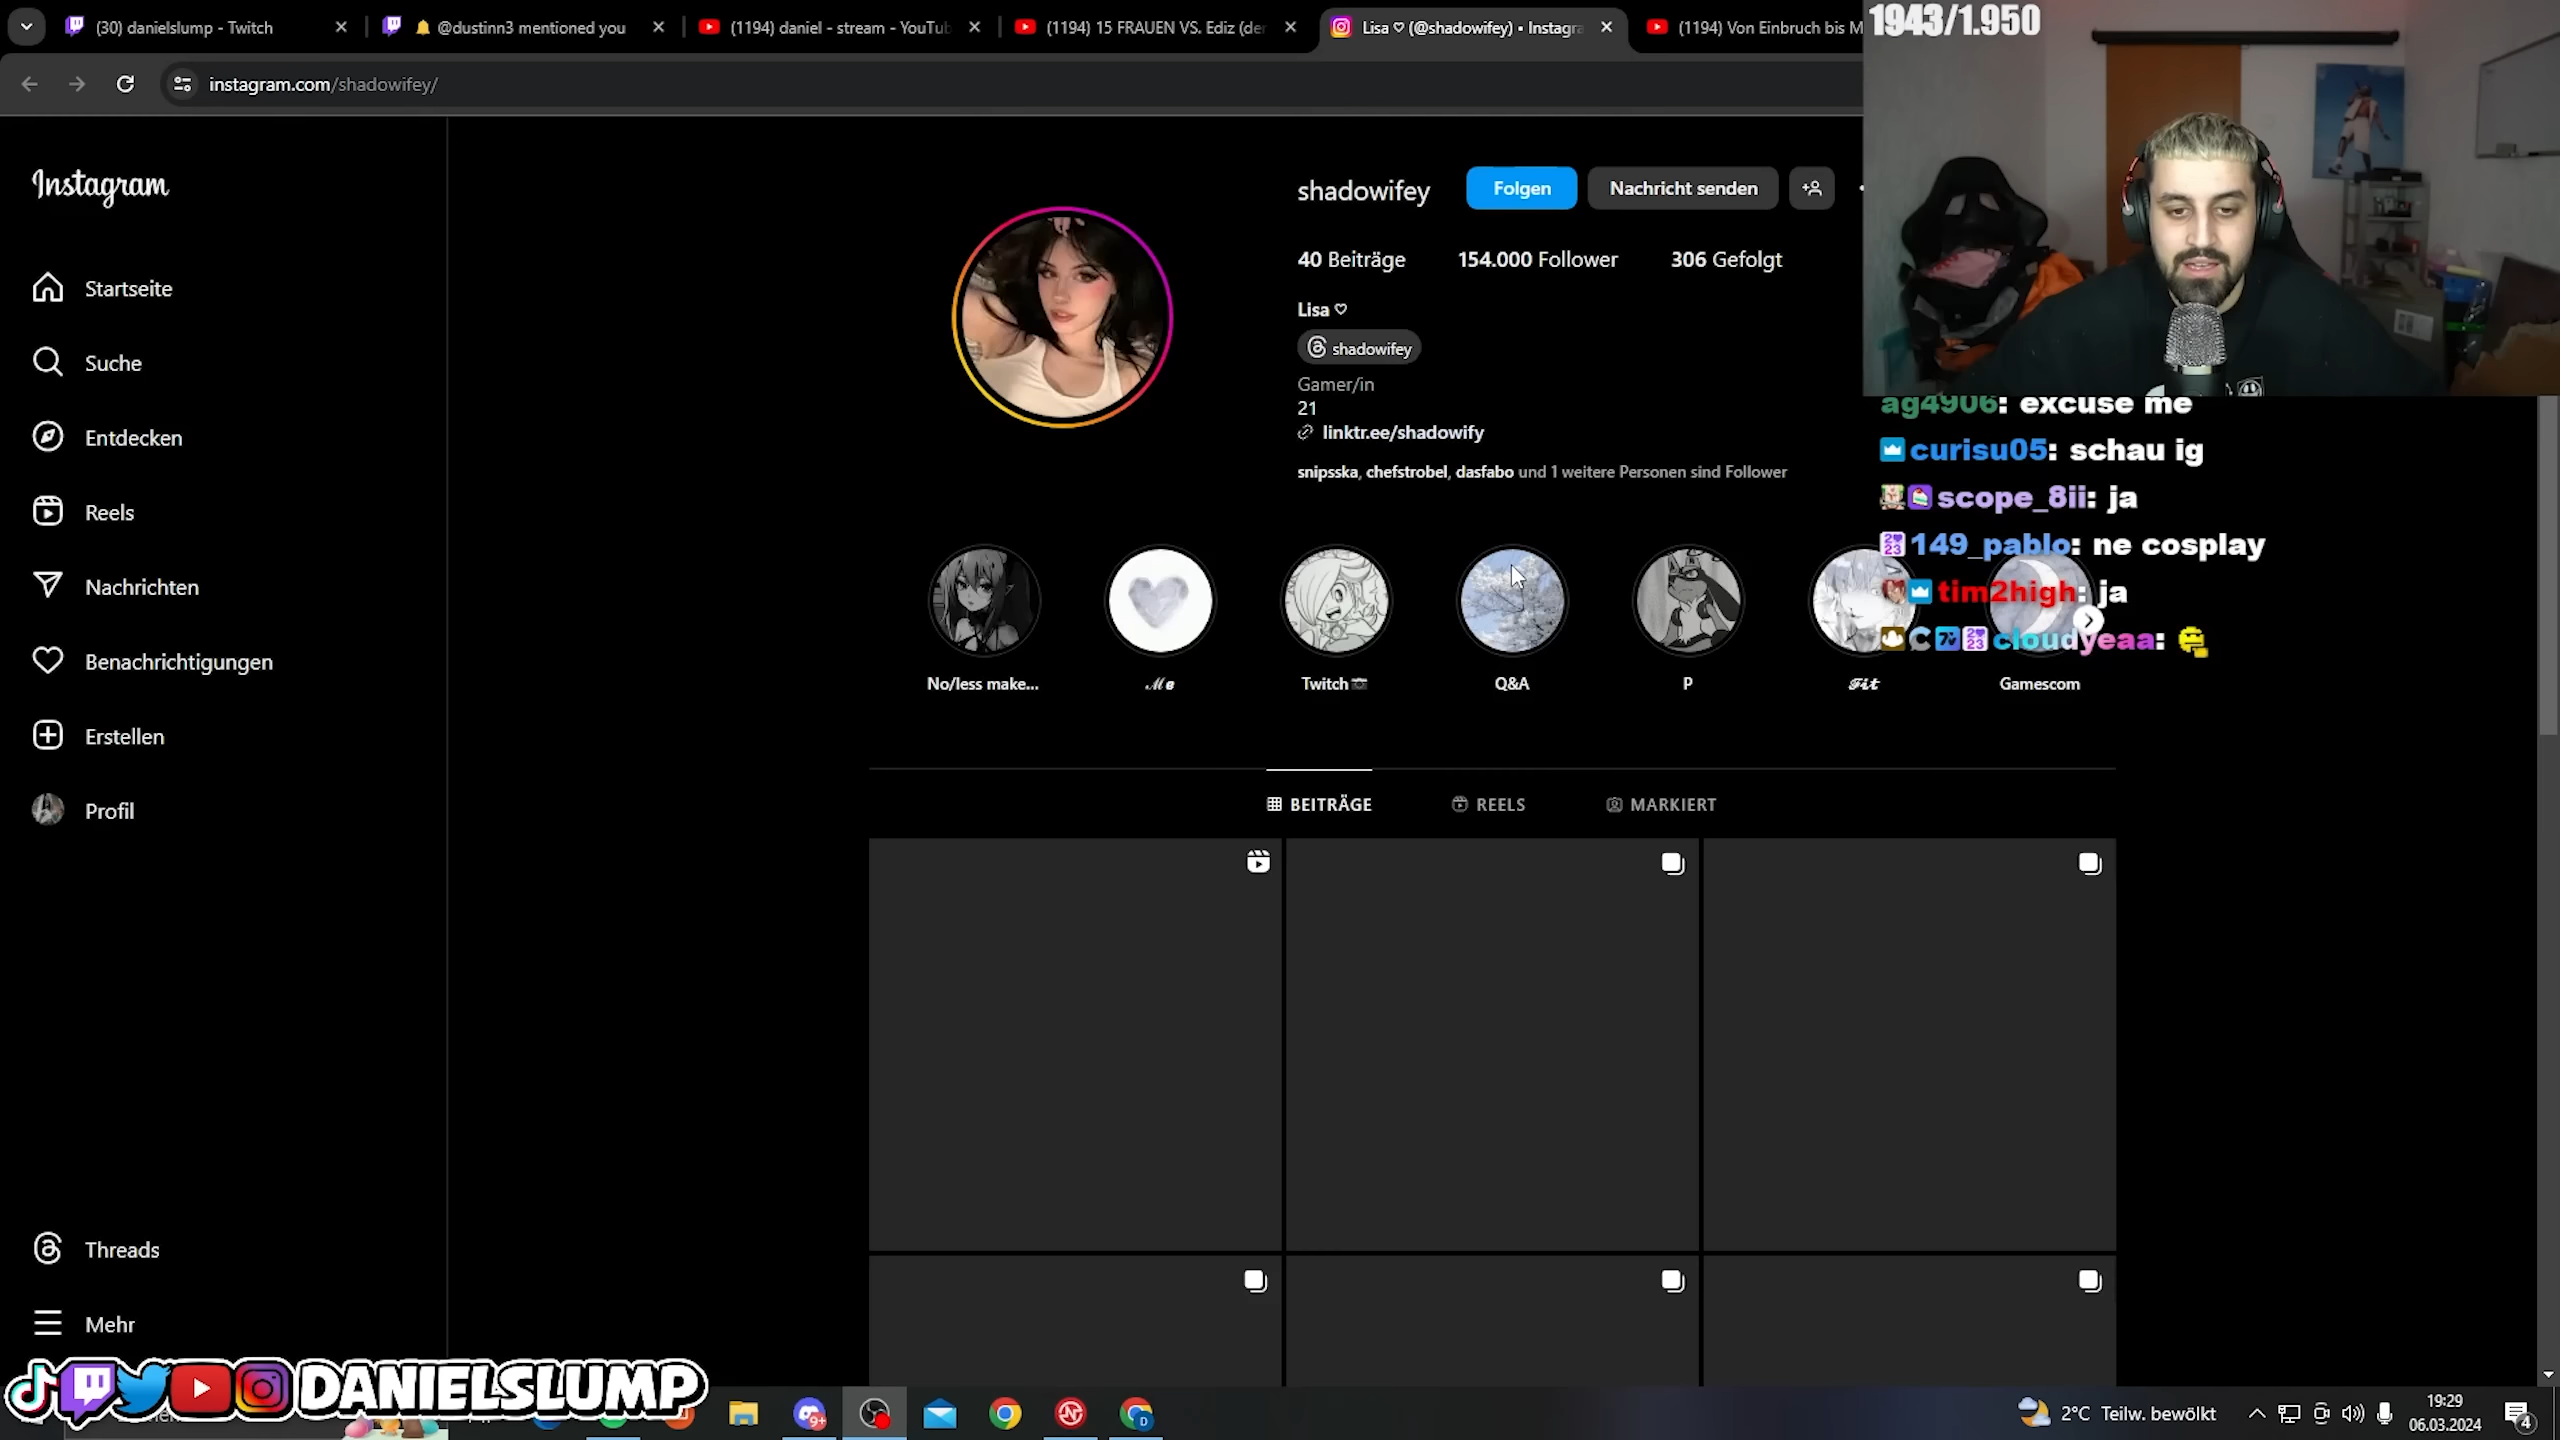 (30) danielslump - Twitch
@dustinn3 mentioned you
(1194) daniel - stream - YouTub
(1194) 15 FRAUEN VS. Ediz (der
Lisa ♡ (@shadowifey) • Instagra
(1194) Von Einbruch bis M
1943/1.950
instagram.com/shadowifey/
Instagram
Startseite
Suche
Entdecken
Reels
Nachrichten
Benachrichtigungen
Erstellen
Profil
Threads
Mehr
shadowifey
Folgen
Nachricht senden
40 Beiträge
154.000 Follower
306 Gefolgt
Lisa ♡
shadowifey
Gamer/in
21
linktr.ee/shadowify
snipsska, chefstrobel, dasfabo und 1 weitere Personen sind Follower
ag4906: excuse me
curisu05: schau ig
scope_8ii: ja
149_pablo: ne cosplay
tim2high: ja
cloudyeaa:
No/less make...
𝓜𝓮
Twitch
Q&A
P
𝓕𝓲𝓽
Gamescom
BEITRÄGE
REELS
MARKIERT
DANIELSLUMP
9+
D
2°C Teilw. bewölkt
19:29
06.03.2024
4